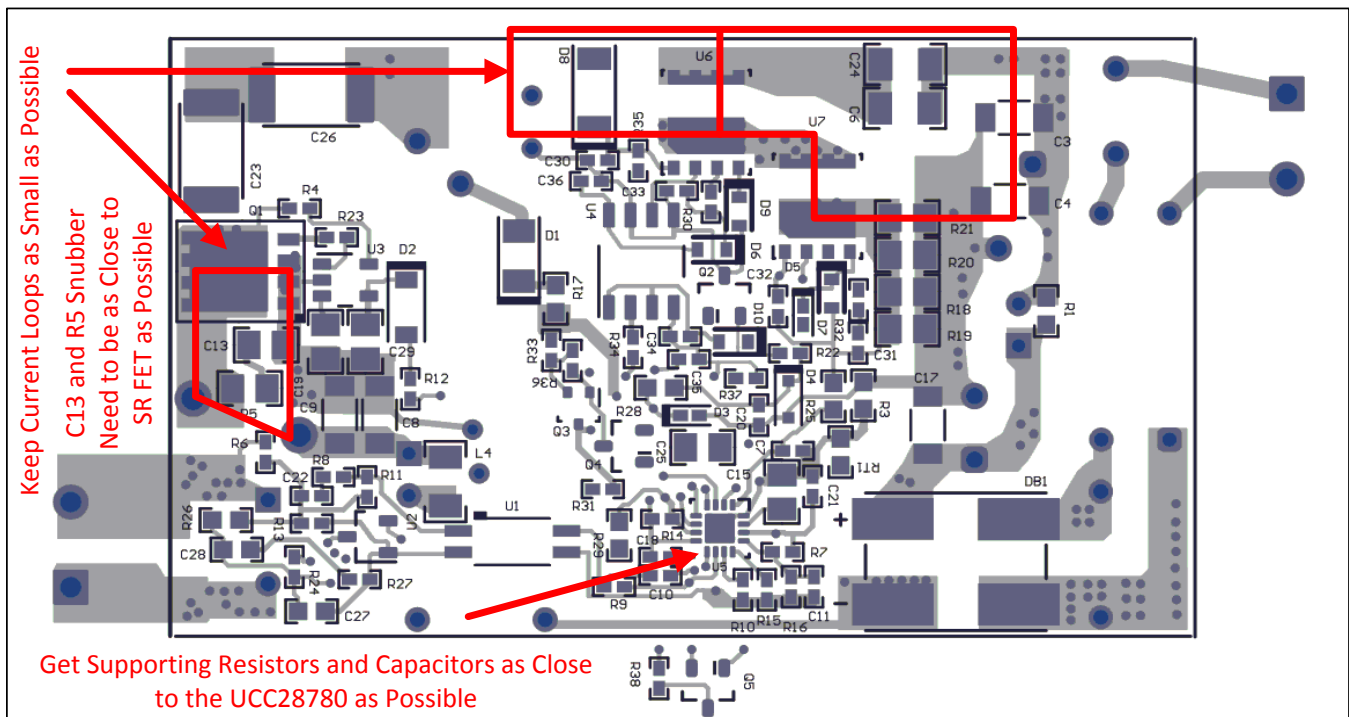 Keep Current Loops as Small as Possible
C13 and R5 Snubber
Need to be as Close to
SR FET as Possible
D8
U6
C24
C6
U7
C3
C4
C26
C23
R35
C30
C36
C33
R4
Q1
R23
U3
D2
U4
R30
D9
D6
D1
Q2
C32
D5
R21
R20
R18
R19
R1
R17
D10
D7
R32
C31
C13
C29
C19
R5
R12
C9
C8
R33
R36
R34
C34
C35
R22
R37
D4
C17
R28
D3
C20
R25
R3
Q3
Q4
C25
C7
RT1
R6
R8
L4
R11
C22
C15
C21
DB1
R26
R13
U2
U1
R31
C28
R29
R14
C18
U5
R7
+
R24
R27
C27
R9
C10
C11
-
R10
R15
R16
Get Supporting Resistors and Capacitors as Close
to the UCC28780 as Possible
R38
Q5